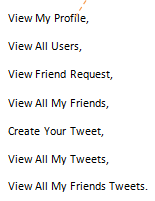 View My Profile,
View All Users,
View Friend Request,
View All My Friends,
Create Your Tweet,
View All My Tweets,
View All My Friends Tweets.